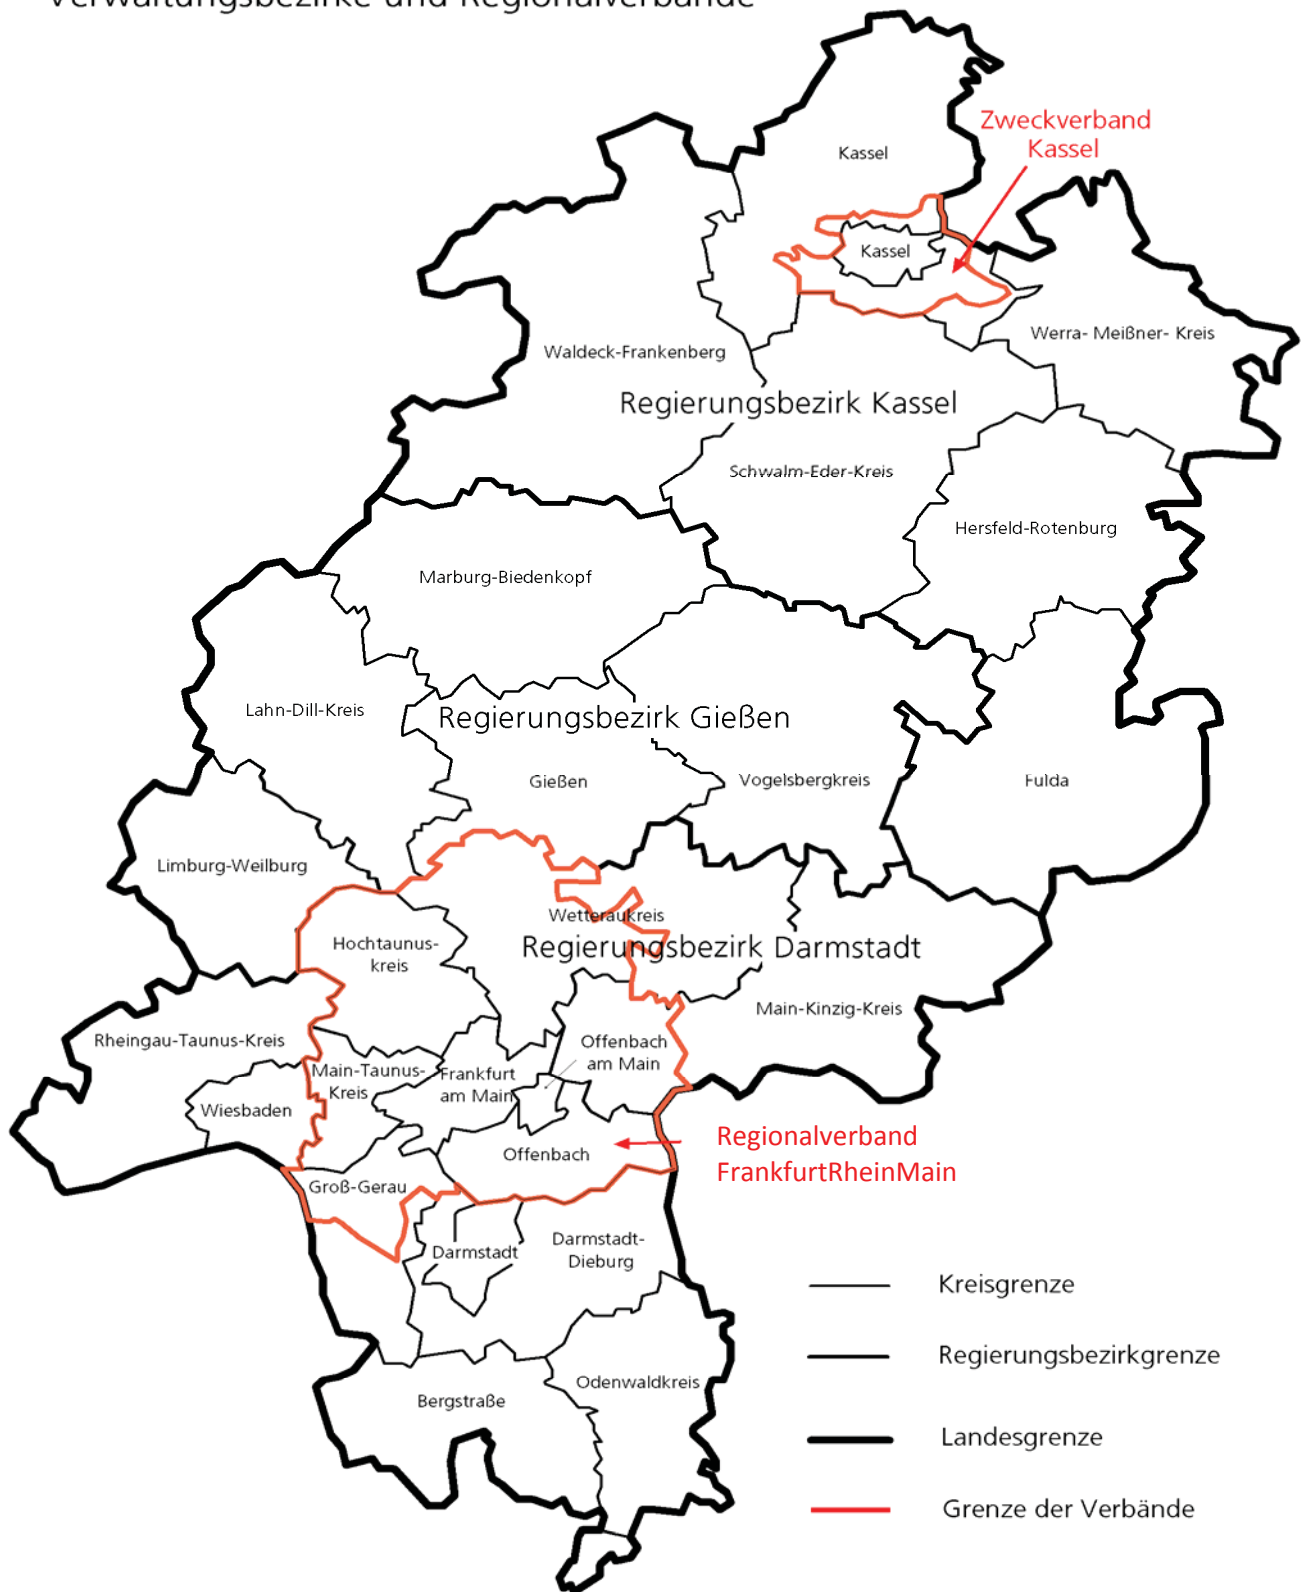 Verwaltungsbezirke und Regionalverbände
Zweckverband
Kassel
Kassel
Kassel
Werra- Meißner- Kreis
Waldeck-Frankenberg
Regierungsbezirk Kassel
Schwalm-Eder-Kreis
Hersfeld-Rotenburg
Marburg-Biedenkopf
Lahn-Dill-Kreis
Regierungsbezirk Gießen
Gießen
Vogelsbergkreis
Fulda
Limburg-Weilburg
Wetteraukreis
Hochtaunus-
kreis
Regierungsbezirk Darmstadt
Main-Kinzig-Kreis
Rheingau-Taunus-Kreis
Offenbach
am Main
Main-Taunus-
Kreis
Frankfurt
am Main
Wiesbaden
Offenbach
Regionalverband
FrankfurtRheinMain
Groß-Gerau
Darmstadt
Darmstadt-
Dieburg
Bergstraße
Odenwaldkreis
Kreisgrenze
Regierungsbezirkgrenze
Landesgrenze
Grenze der Verbände